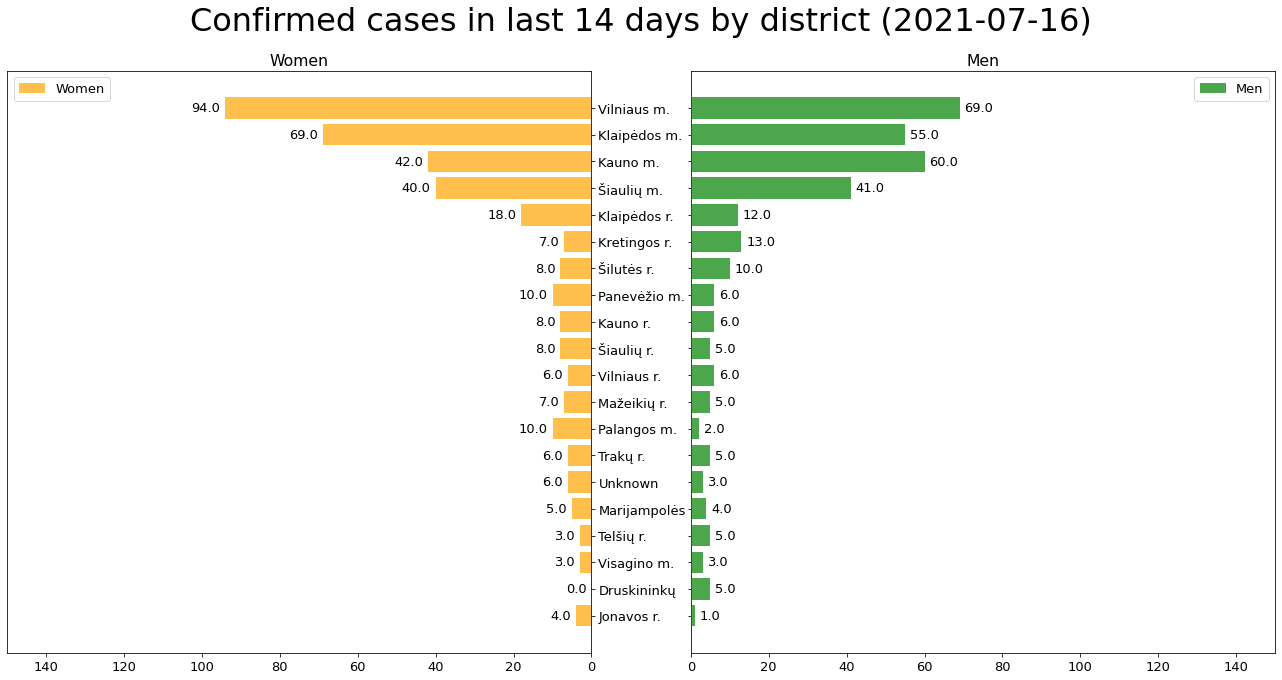 Confirmed cases in last 14 days by district (2021-07-16)
Women Men
Women Men
94.0 Vilniaus m. 69.0
69.0 Klaipėdos m. 55.0
42.0 Kauno m. 60.0
40.0 Šiaulių m. 41.0
18.0 Klaipėdos r. 12.0
7.0 Kretingos r. 13.0
8.0 Šilutės r. 10.0
10.0 Panevėžio m. 6.0
8.0 Kauno r. 6.0
8.0 Šiaulių r. 5.0
6.0 Vilniaus r. 6.0
7.0 Mažeikių r. 5.0
10.0 Palangos m. 2.0
6.0 Trakų r. 5.0
6.0 Unknown 3.0
5.0 Marijampolės 4.0
3.0 Telšių r. 5.0
3.0 Visagino m. 3.0
0.0 Druskininkų 5.0
4.0 Jonavos r. 1.0
140 120 100 80 60 40 20 0 0 20 40 60 80 100 120 140